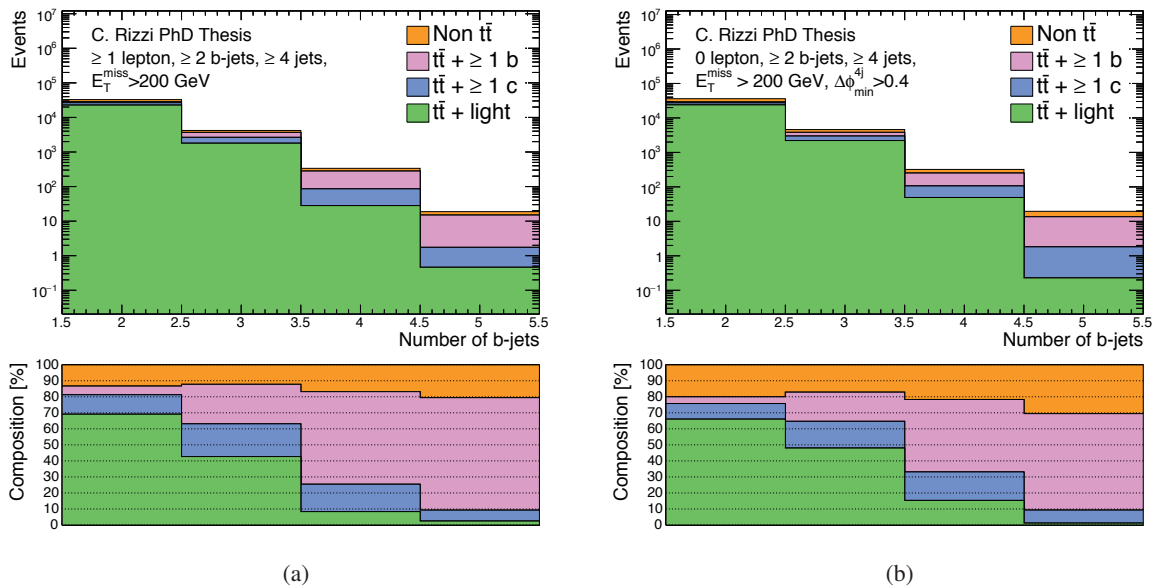 Events
10⁷
10⁶
10⁵
10⁴
10³
10²
10
1
10⁻¹
C. Rizzi PhD Thesis
≥ 1 lepton, ≥ 2 b-jets, ≥ 4 jets,
E_T^miss >200 GeV
Non tt̄
tt̄ + ≥ 1 b
tt̄ + ≥ 1 c
tt̄ + light
1.5 2 2.5 3 3.5 4 4.5 5 5.5
Number of b-jets
Composition [%]
100
90
80
70
60
50
40
30
20
10
0
(a)
Events
10⁷
10⁶
10⁵
10⁴
10³
10²
10
1
10⁻¹
C. Rizzi PhD Thesis
0 lepton, ≥ 2 b-jets, ≥ 4 jets,
E_T^miss > 200 GeV, Δϕ_min^4j >0.4
Non tt̄
tt̄ + ≥ 1 b
tt̄ + ≥ 1 c
tt̄ + light
1.5 2 2.5 3 3.5 4 4.5 5 5.5
Number of b-jets
Composition [%]
100
90
80
70
60
50
40
30
20
10
0
(b)